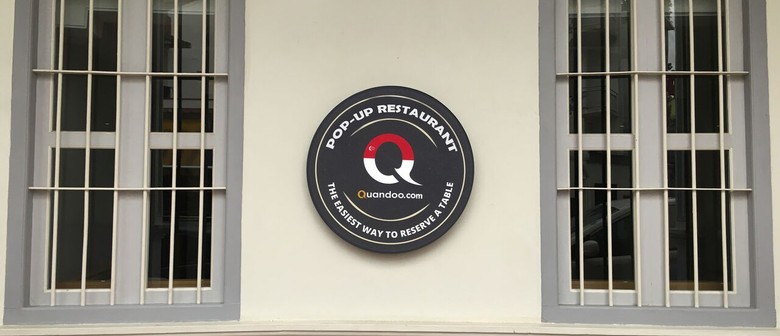 POP-UP RESTAURANT
Q
Quandoo.com
THE EASIEST WAY TO RESERVE A TABLE